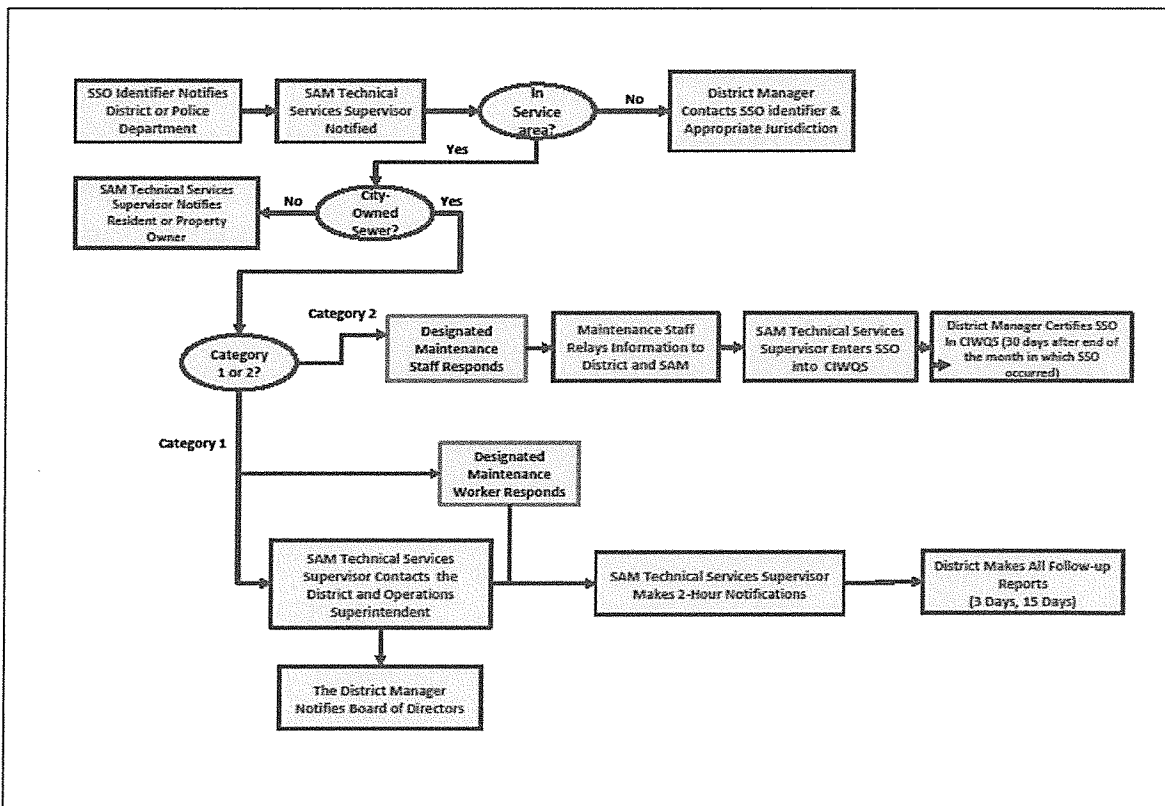 SSO Identifier Notifies
District or Police
Department
SAM Technical
Services Supervisor
Notified
In
Service
area?
No
District Manager
Contacts SSO identifier &
Appropriate Jurisdiction
Yes
SAM Technical Services
Supervisor Notifies
Resident or Property
Owner
No
City-
Owned
Sewer?
Yes
Category 2
Category
1 or 2?
Designated
Maintenance
Staff Responds
Maintenance Staff
Relays Information to
District and SAM
SAM Technical Services
Supervisor Enters SSO
into CIWQS
District Manager Certifies SSO
In CIWQS (30 days after end of
the month in which SSO
occurred)
Category 1
Designated
Maintenance
Worker Responds
SAM Technical Services
Supervisor Contacts the
District and Operations
Superintendent
SAM Technical Services Supervisor
Makes 2-Hour Notifications
District Makes All Follow-up
Reports
(3 Days, 15 Days)
The District Manager
Notifies Board of Directors